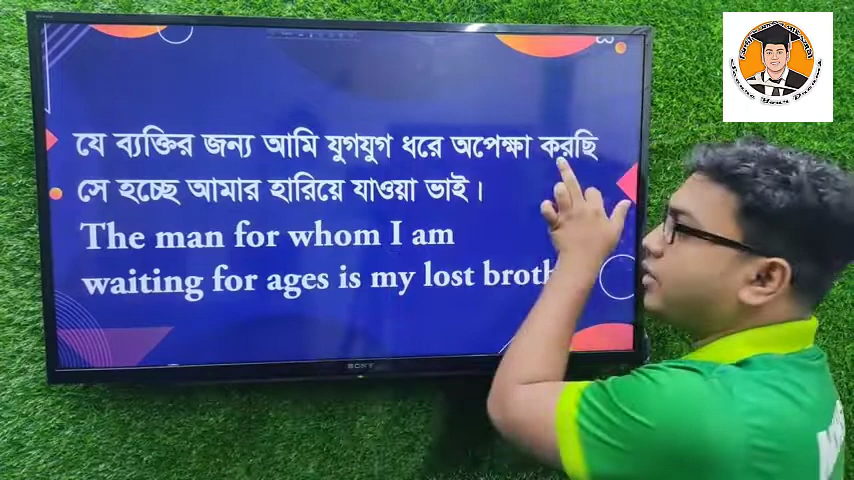 যে ব্যক্তির জন্য আমি যুগযুগ ধরে অপেক্ষা করছি
সে হচ্ছে আমার হারিয়ে যাওয়া ভাই।
The man for whom I am
waiting for ages is my lost broth
SONY